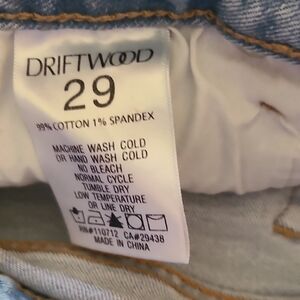 DRIFTWOOD
29
99% COTTON 1% SPANDEX
MACHINE WASH COLD
OR HAND WASH COLD
NO BLEACH
NORMAL CYCLE
TUMBLE DRY
LOW TEMPERATURE
OR LINE DRY
RN#110712 CA#29438
MADE IN CHINA